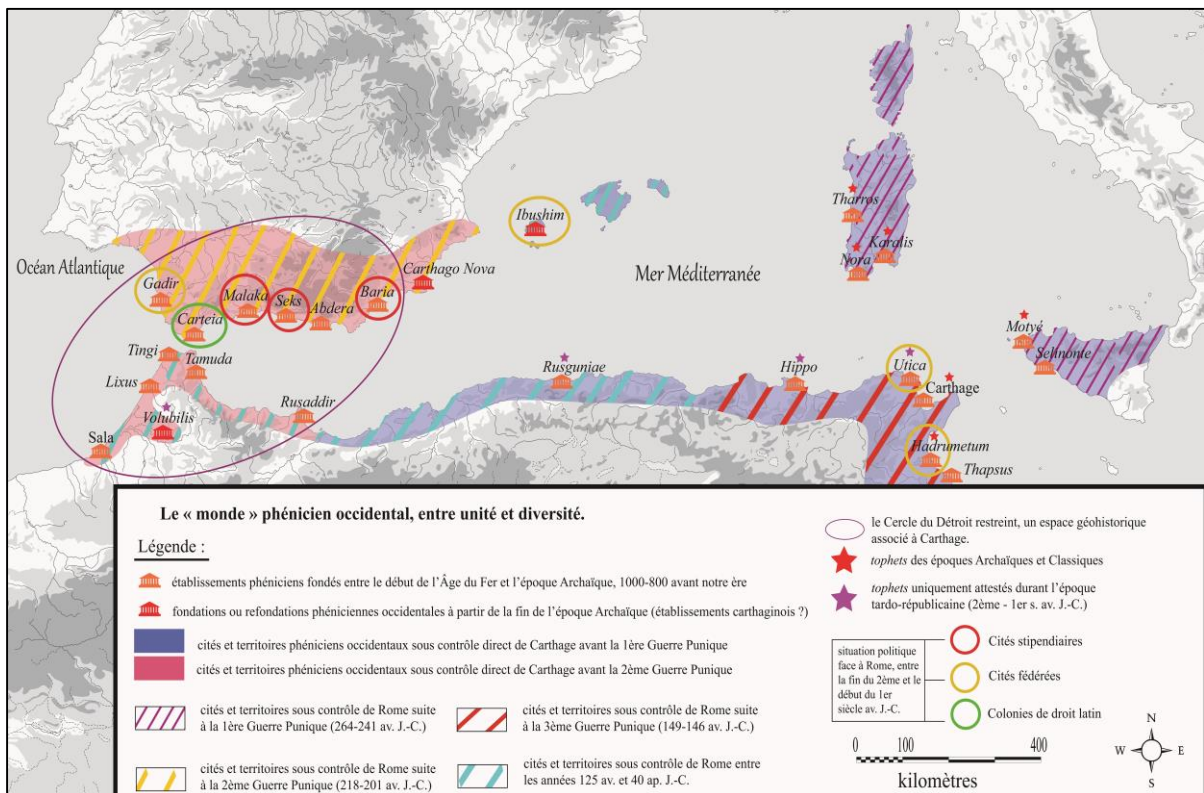 Océan Atlantique
Mer Méditerranée
Ibushim
Tharros
Karalis
Nora
Gadir
Malaka
Seks
Abdera
Baria
Carthago Nova
Carteia
Tingi
Tamuda
Lixus
Rusaddir
Volubilis
Sala
Rusguniae
Hippo
Utica
Carthage
Hadrumetum
Thapsus
Motyé
Selinonte
Le « monde » phénicien occidental, entre unité et diversité.
Légende :
établissements phéniciens fondés entre le début de l’Âge du Fer et l’époque Archaïque, 1000-800 avant notre ère
fondations ou refondations phéniciennes occidentales à partir de la fin de l’époque Archaïque (établissements carthaginois ?)
cités et territoires phéniciens occidentaux sous contrôle direct de Carthage avant la 1ère Guerre Punique
cités et territoires phéniciens occidentaux sous contrôle direct de Carthage avant la 2ème Guerre Punique
cités et territoires sous contrôle de Rome suite
à la 1ère Guerre Punique (264-241 av. J.-C.)
cités et territoires sous contrôle de Rome suite
à la 3ème Guerre Punique (149-146 av. J.-C.)
cités et territoires sous contrôle de Rome suite
à la 2ème Guerre Punique (218-201 av. J.-C.)
cités et territoires sous contrôle de Rome entre
les années 125 av. et 40 ap. J.-C.
le Cercle du Détroit restreint, un espace géohistorique
associé à Carthage.
tophets des époques Archaïques et Classiques
tophets uniquement attestés durant l’époque
tardo-républicaine (2ème - 1er s. av. J.-C.)
situation politique
face à Rome, entre
la fin du 2ème et le
début du 1er
siècle av. J.-C.
Cités stipendiaires
Cités fédérées
Colonies de droit latin
0 100 400
kilomètres
N
W E
S